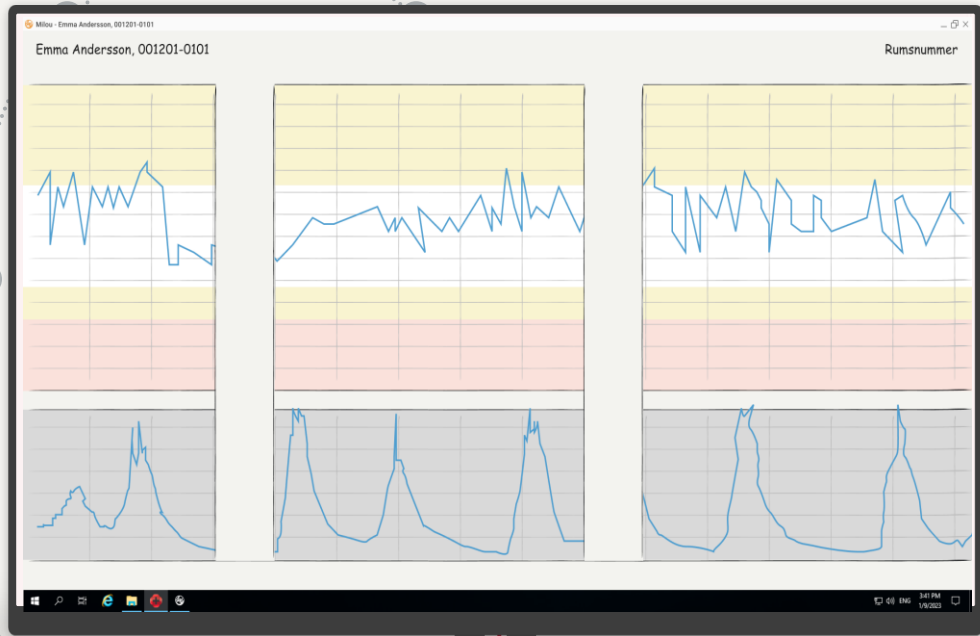 Milou - Emma Andersson, 001201-0101
Emma Andersson, 001201-0101
Rumsnummer
ENG
3:41 PM
1/9/2023